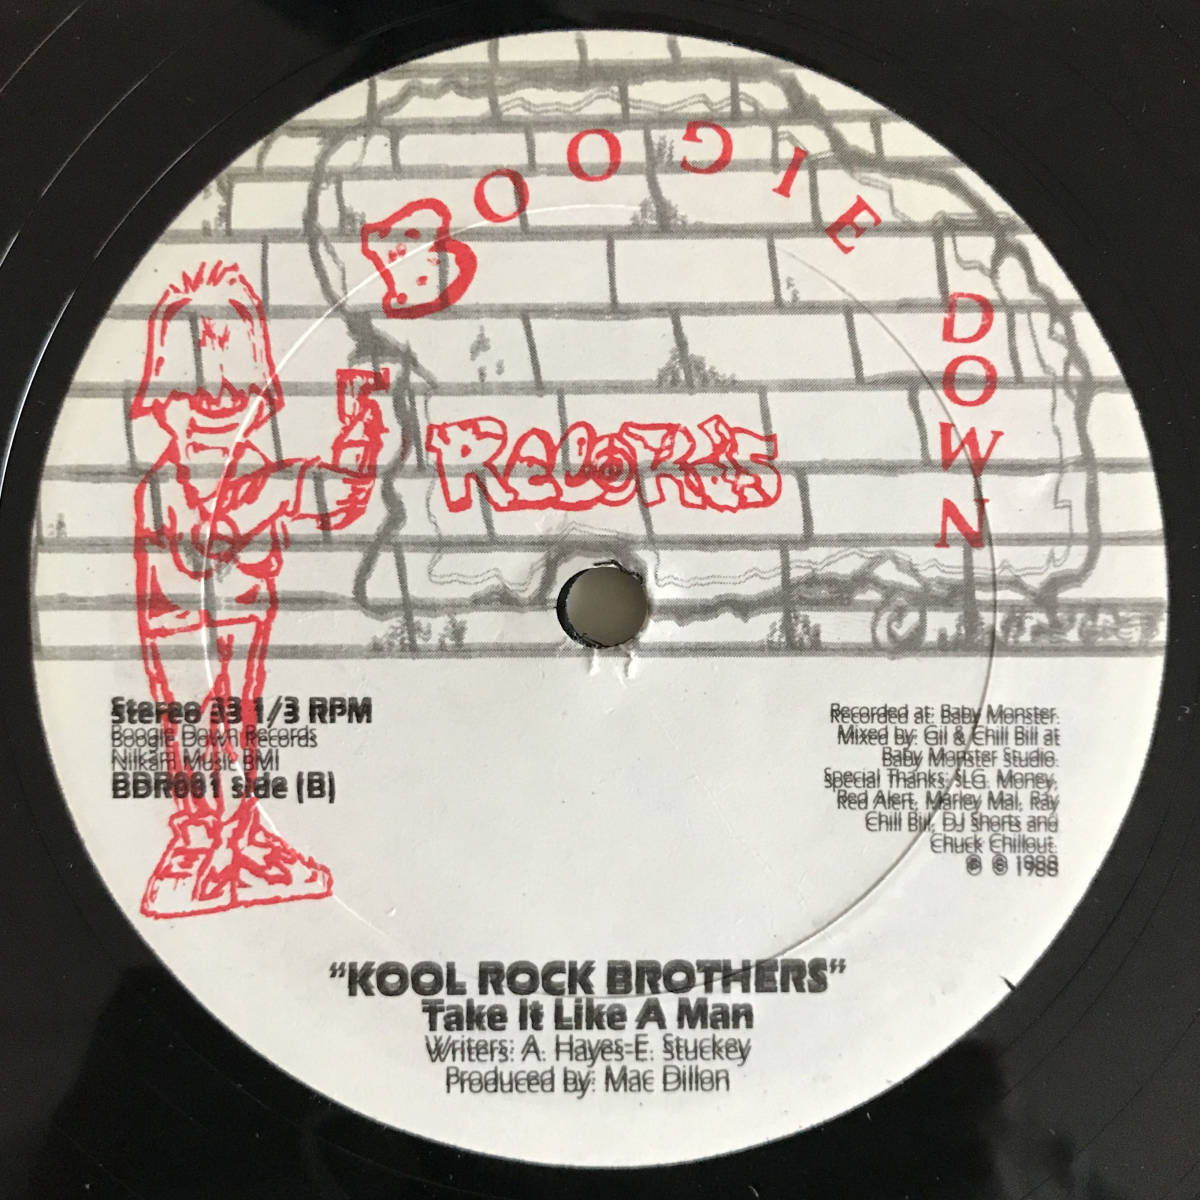 BOOGIE DOWN
RECORDS
Stereo 33 1/3 RPM
Boogie Down Records
Nilkam Music BMI
BDR001 side (B)
Recorded at: Baby Monster.
Mixed by: Gil & Chill Bill at
Baby Monster Studio.
Special Thanks; SLG. Money,
Red Alert, Marley Mal, Ray
Chill Bill, DJ Shorts and
Chuck Chillout.
℗ © 1988
"KOOL ROCK BROTHERS"
Take It Like A Man
Writers: A. Hayes-E. Stuckey
Produced by: Mac Dillon